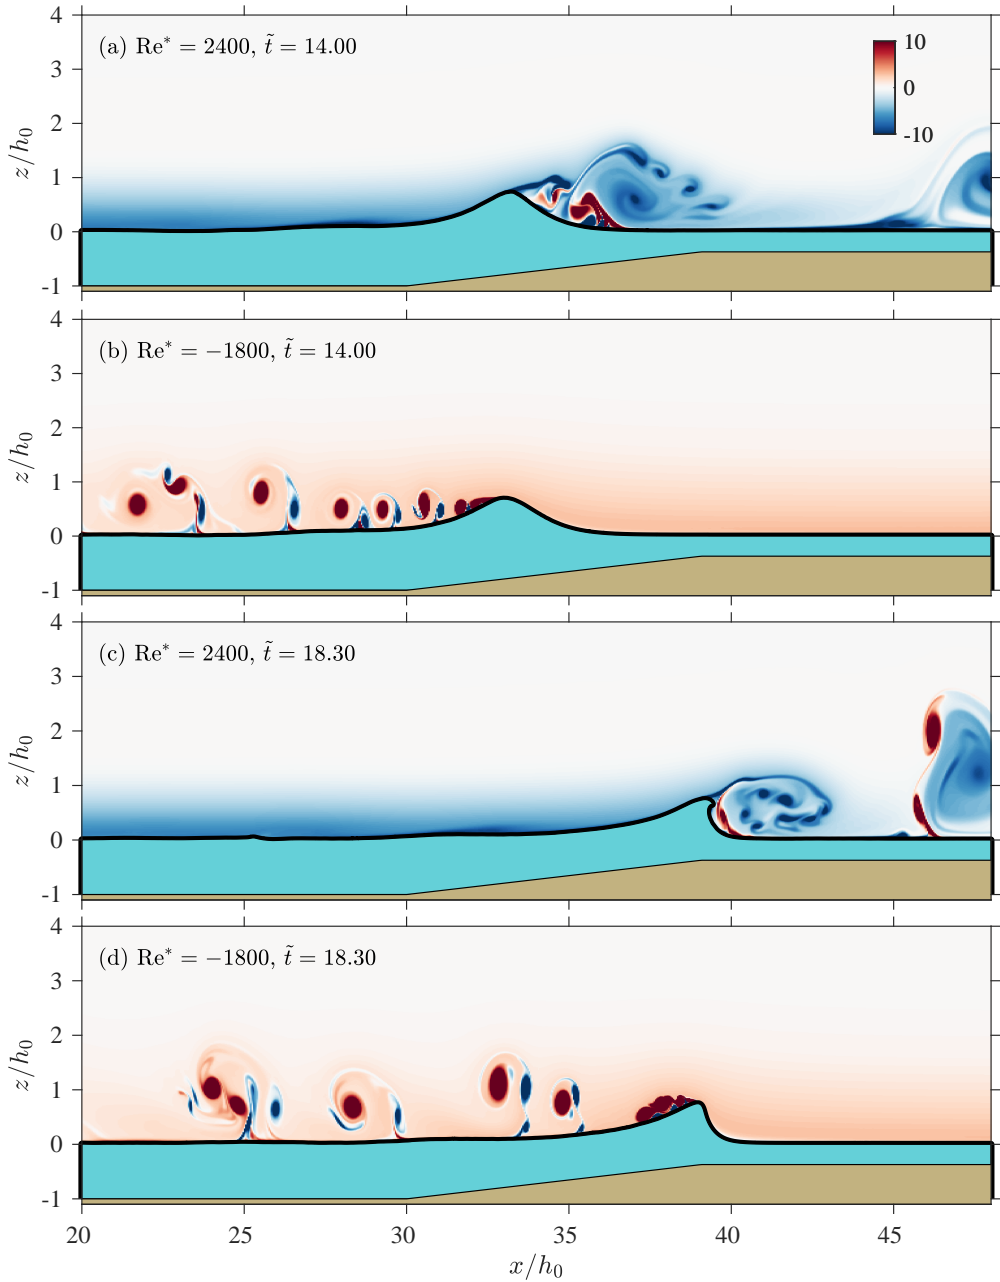 4
(a) Re* = 2400, t̃ = 14.00
10
3
0
2
-10
z/h₀
1
0
-1
4
(b) Re* = −1800, t̃ = 14.00
3
2
z/h₀
1
0
-1
4
(c) Re* = 2400, t̃ = 18.30
3
2
z/h₀
1
0
-1
4
(d) Re* = −1800, t̃ = 18.30
3
2
z/h₀
1
0
-1
20 25 30 35 40 45
x/h₀